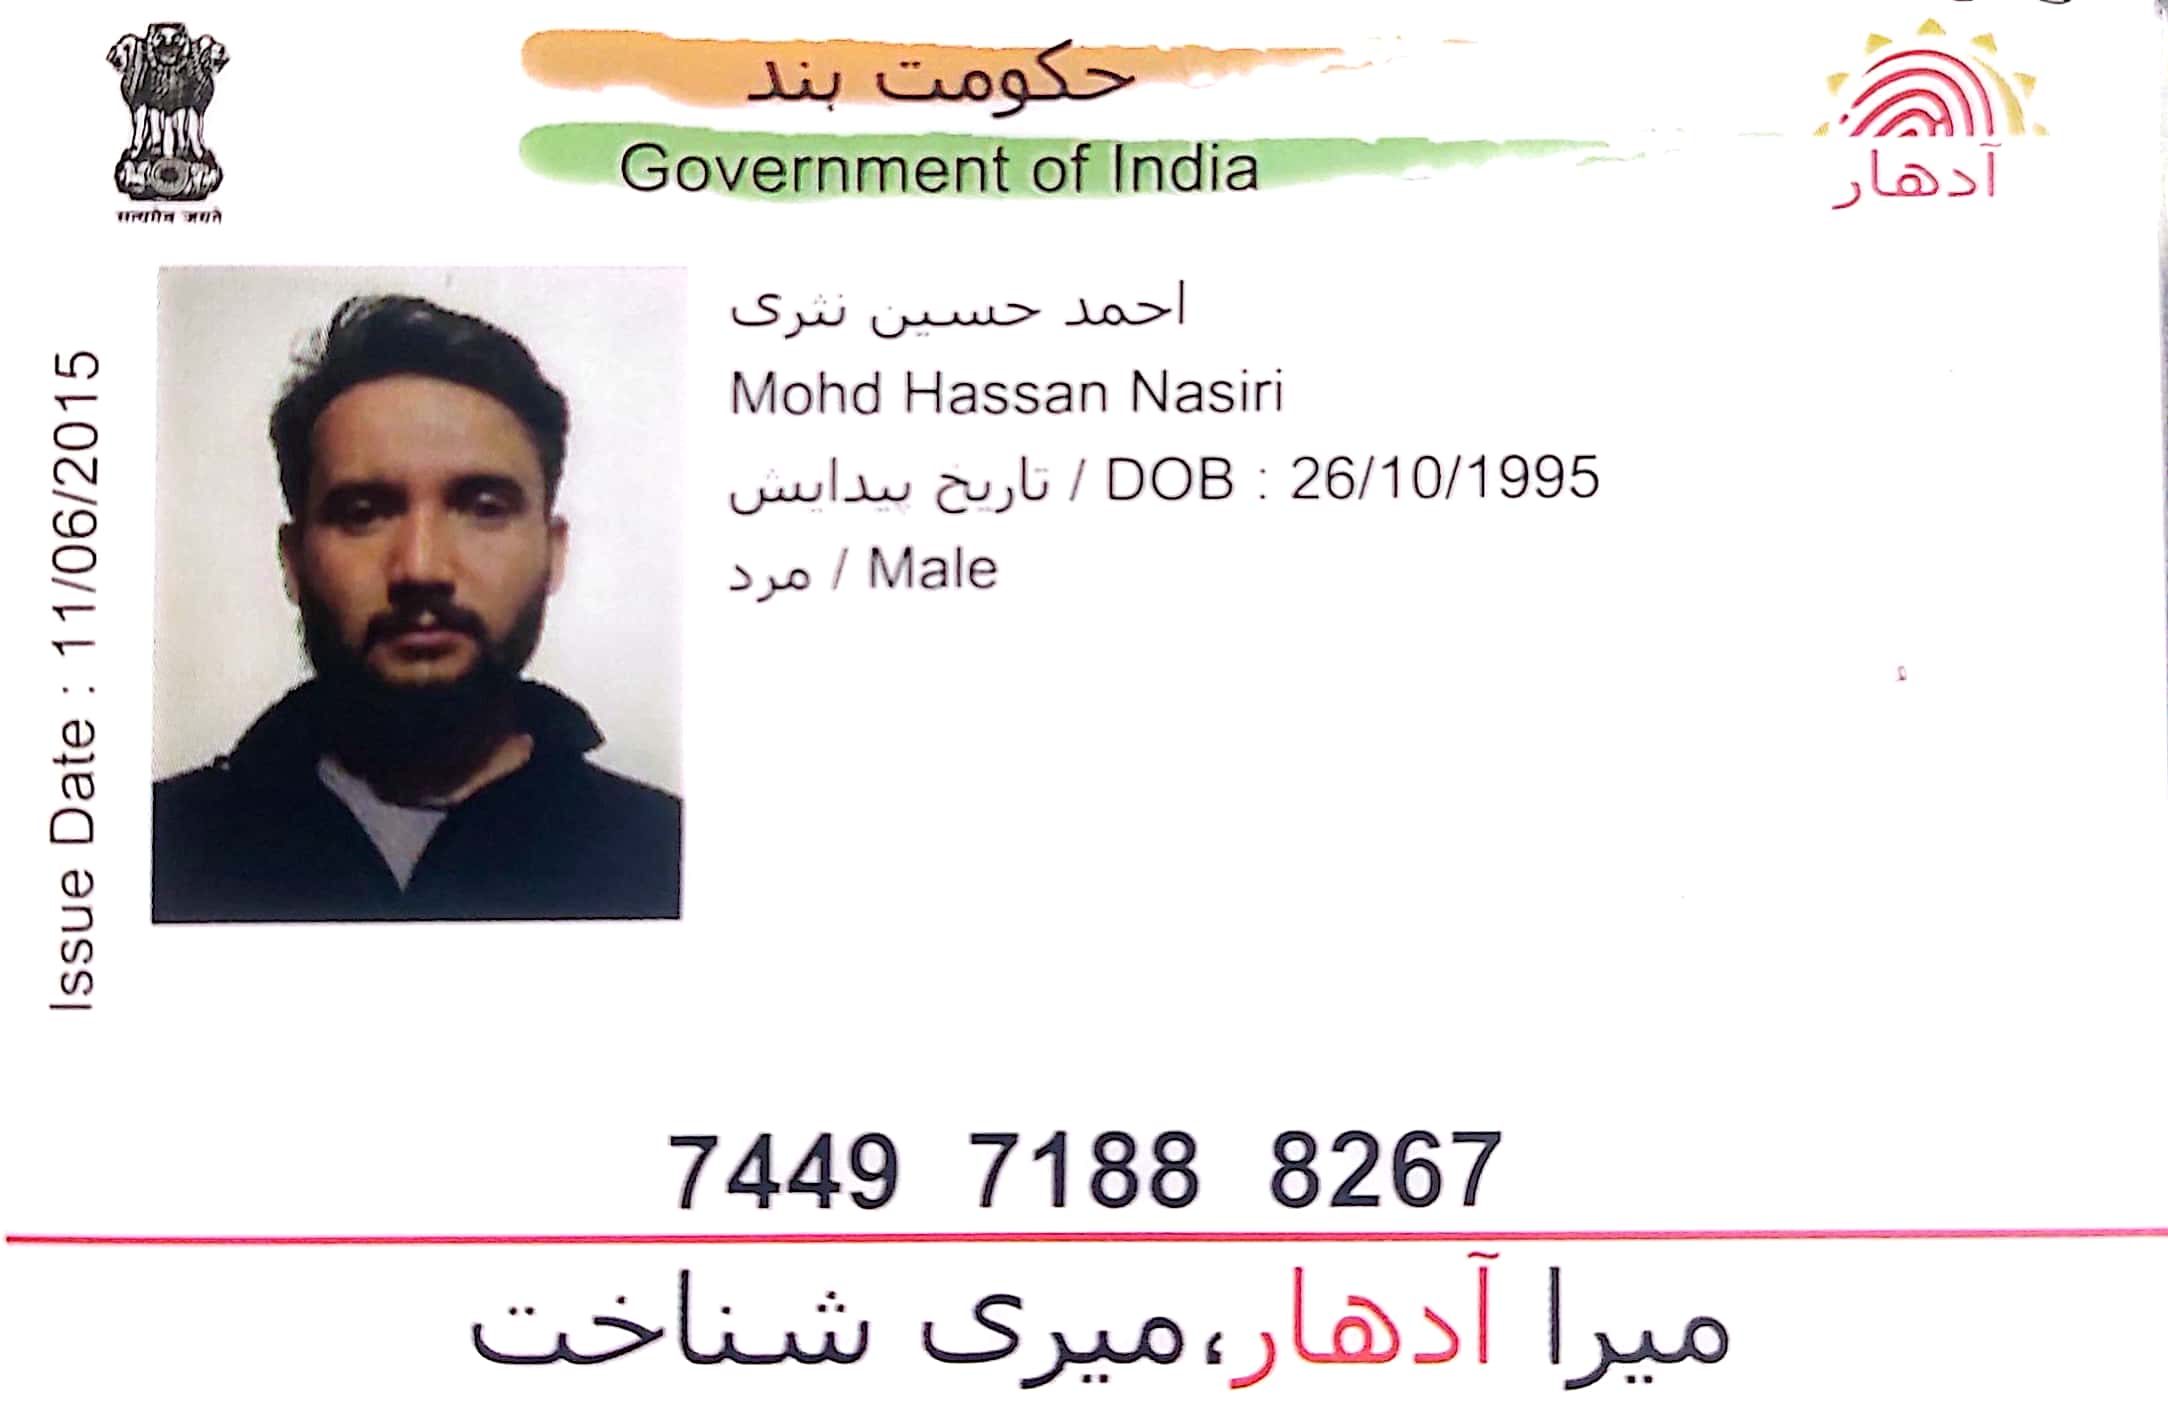 حکومت ہند
Government of India
सत्यमेव जयते
آدھار
Issue Date : 11/06/2015
احمد حسین نثری
Mohd Hassan Nasiri
تاریخ پیدایش / DOB : 26/10/1995
مرد / Male
7449 7188 8267
میرا آدھار،میری شناخت